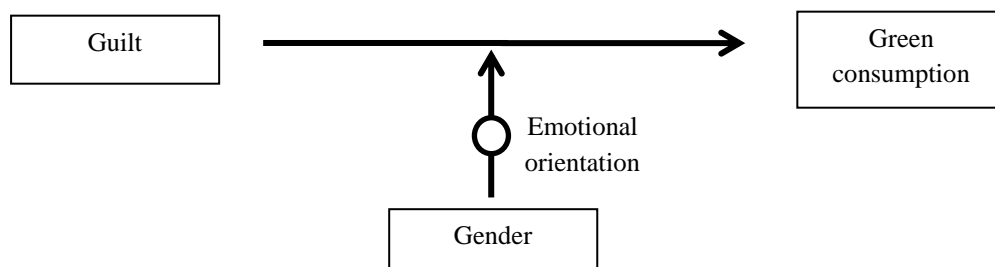 Guilt
Green
consumption
Emotional
orientation
Gender